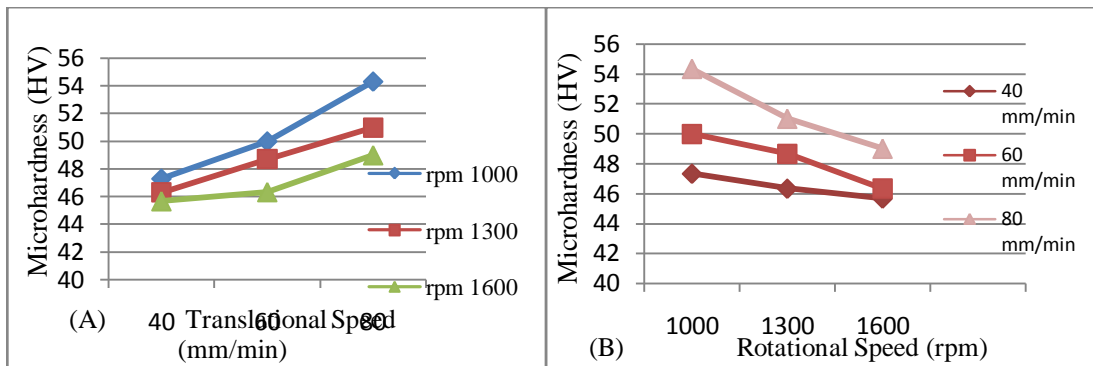 Microhardness (HV)
56
54
52
50
48
46
44
42
40
rpm 1000
rpm 1300
rpm 1600
40 60 80
(A) Translational Speed
(mm/min)
Microhardness (HV)
56
54
52
50
48
46
44
42
40
40
mm/min
60
mm/min
80
mm/min
1000 1300 1600
(B) Rotational Speed (rpm)